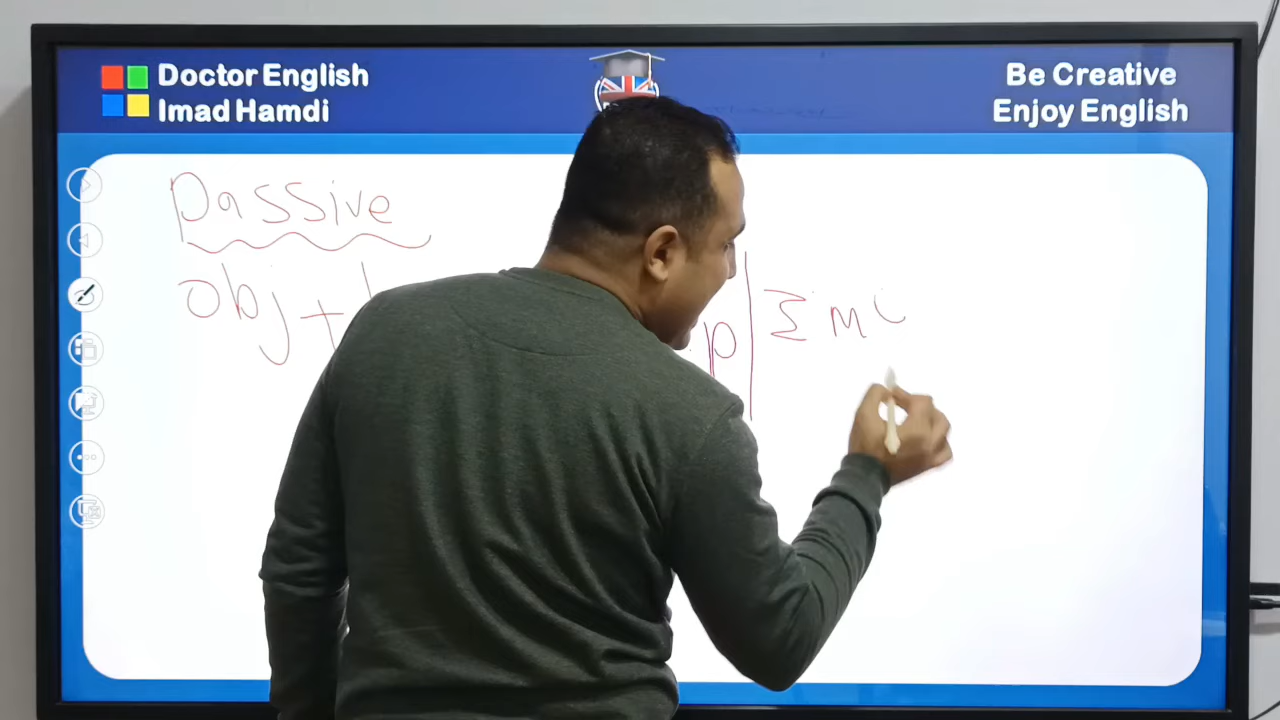 Doctor English
Imad Hamdi
Be Creative
Enjoy English
Passive
obj +
p